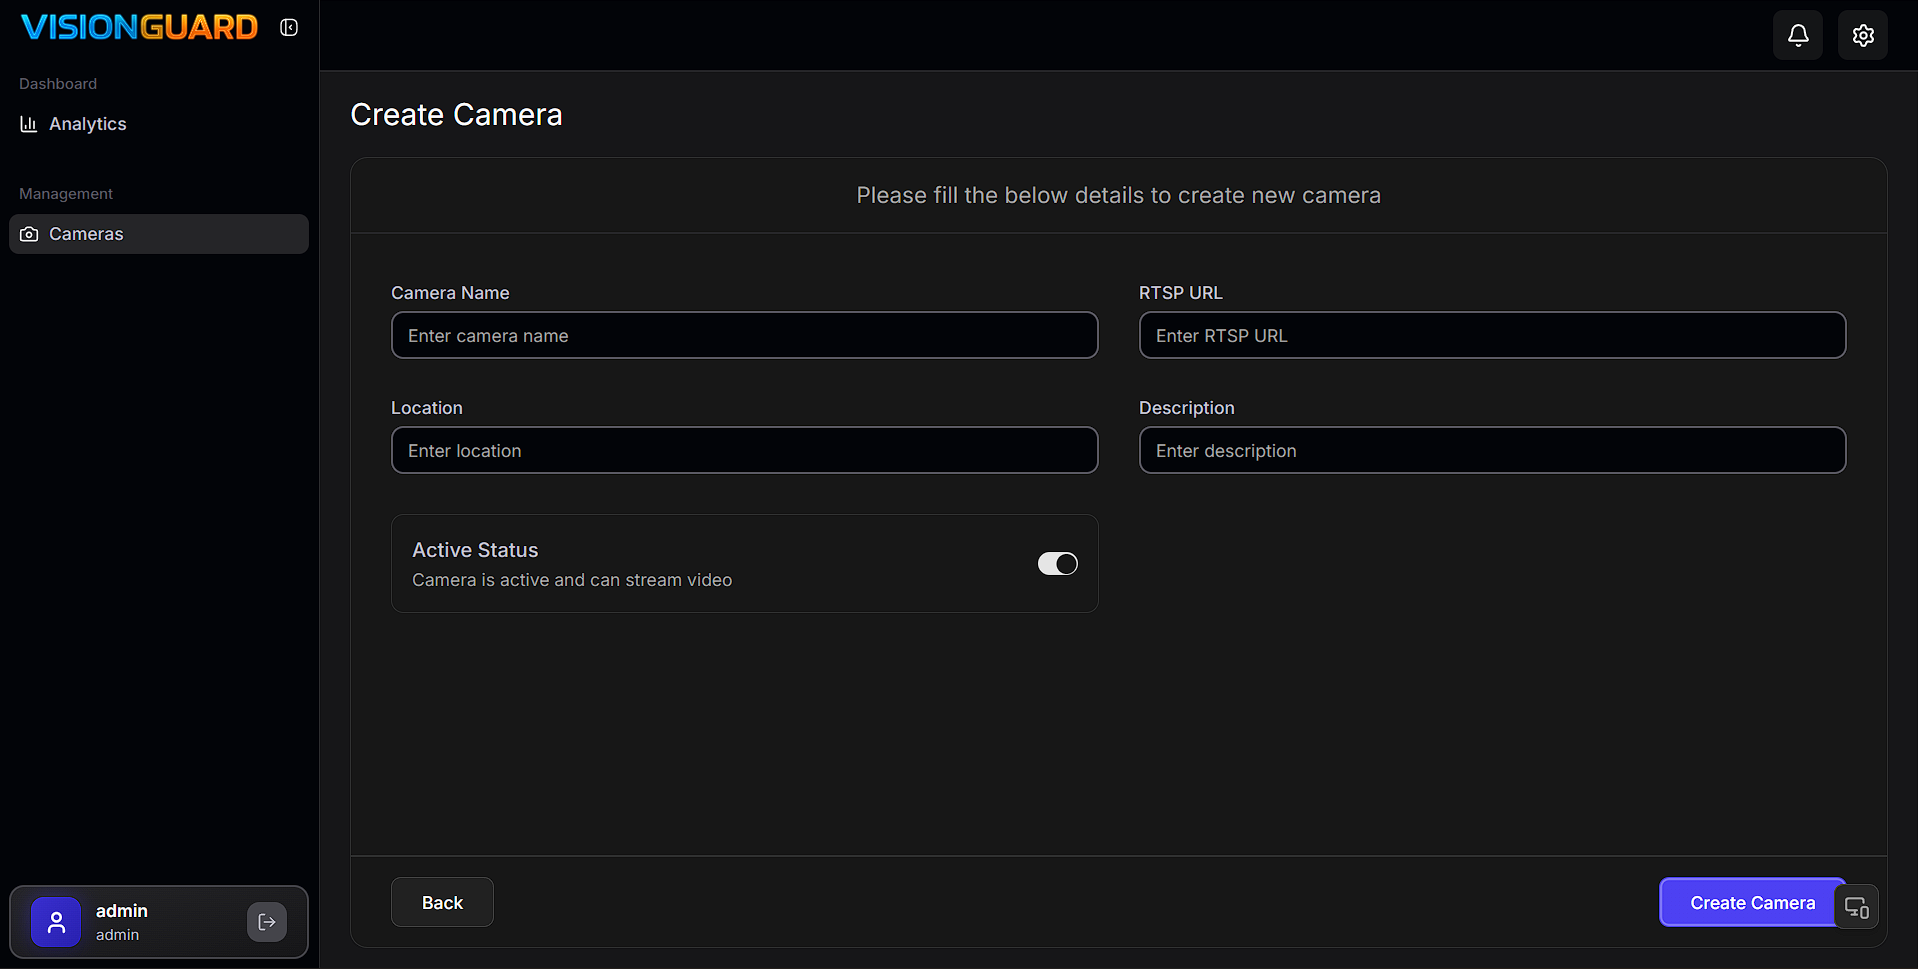 VISIONGUARD
Dashboard
Analytics
Management
Cameras
admin
admin
Create Camera
Please fill the below details to create new camera
Camera Name
Enter camera name
RTSP URL
Enter RTSP URL
Location
Enter location
Description
Enter description
Active Status
Camera is active and can stream video
Back
Create Camera